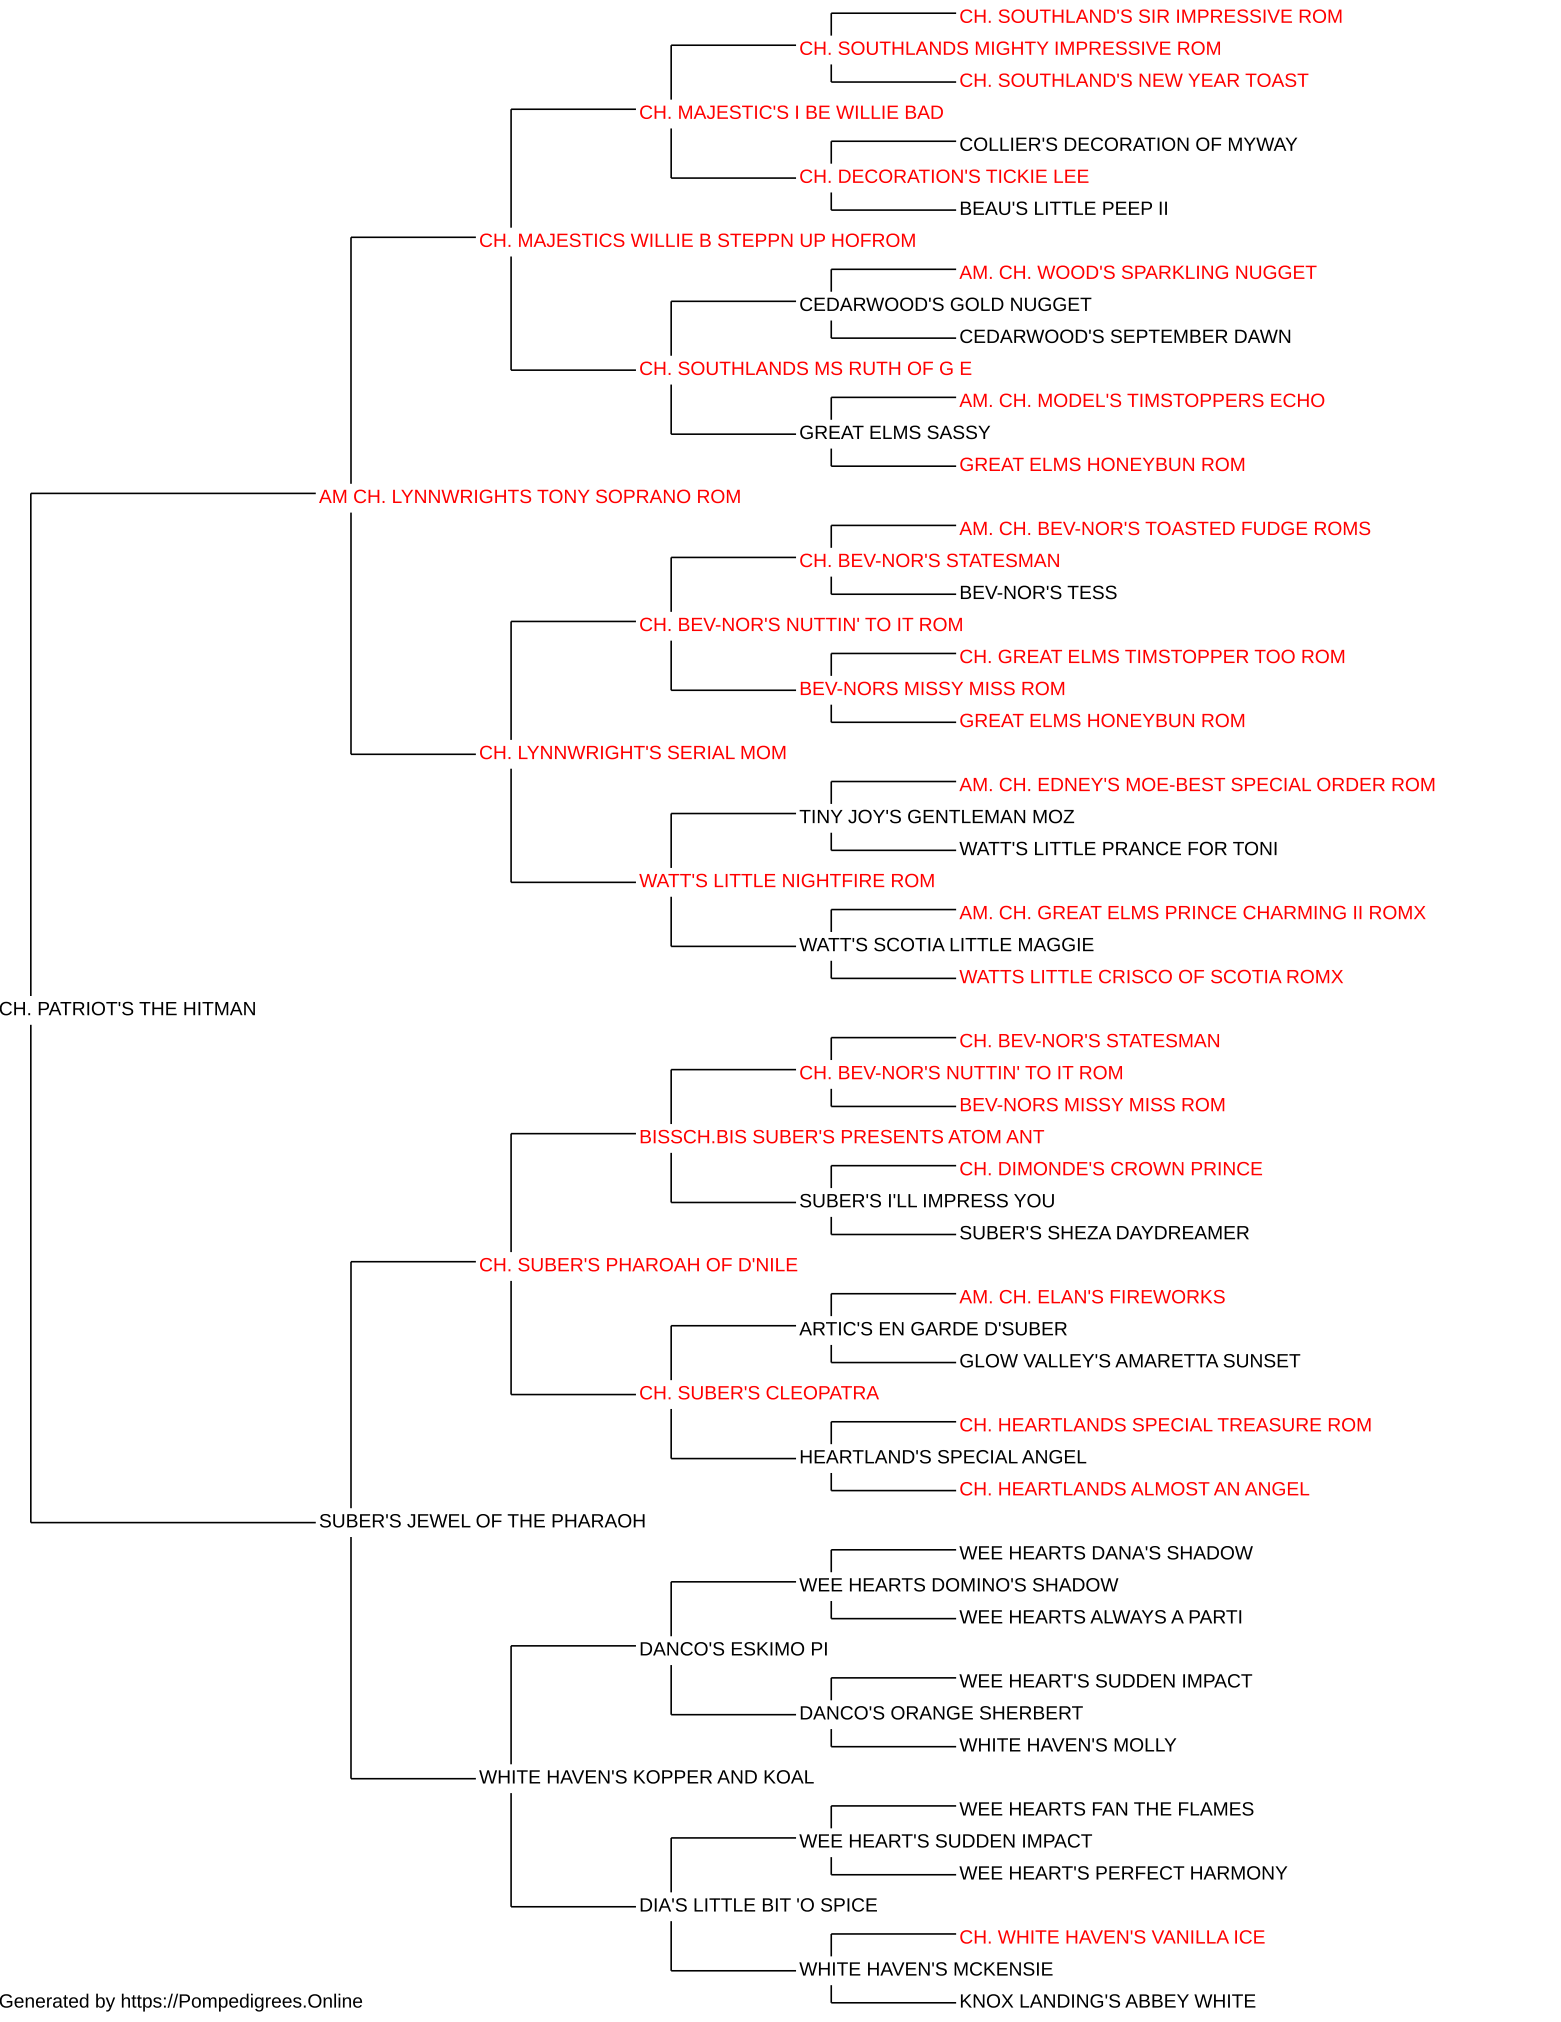 CH. SOUTHLAND'S SIR IMPRESSIVE ROM
CH. SOUTHLANDS MIGHTY IMPRESSIVE ROM
CH. SOUTHLAND'S NEW YEAR TOAST
CH. MAJESTIC'S I BE WILLIE BAD
COLLIER'S DECORATION OF MYWAY
CH. DECORATION'S TICKIE LEE
BEAU'S LITTLE PEEP II
CH. MAJESTICS WILLIE B STEPPN UP HOFROM
AM. CH. WOOD'S SPARKLING NUGGET
CEDARWOOD'S GOLD NUGGET
CEDARWOOD'S SEPTEMBER DAWN
CH. SOUTHLANDS MS RUTH OF G E
AM. CH. MODEL'S TIMSTOPPERS ECHO
GREAT ELMS SASSY
GREAT ELMS HONEYBUN ROM
AM CH. LYNNWRIGHTS TONY SOPRANO ROM
AM. CH. BEV-NOR'S TOASTED FUDGE ROMS
CH. BEV-NOR'S STATESMAN
BEV-NOR'S TESS
CH. BEV-NOR'S NUTTIN' TO IT ROM
CH. GREAT ELMS TIMSTOPPER TOO ROM
BEV-NORS MISSY MISS ROM
GREAT ELMS HONEYBUN ROM
CH. LYNNWRIGHT'S SERIAL MOM
AM. CH. EDNEY'S MOE-BEST SPECIAL ORDER ROM
TINY JOY'S GENTLEMAN MOZ
WATT'S LITTLE PRANCE FOR TONI
WATT'S LITTLE NIGHTFIRE ROM
AM. CH. GREAT ELMS PRINCE CHARMING II ROMX
WATT'S SCOTIA LITTLE MAGGIE
WATTS LITTLE CRISCO OF SCOTIA ROMX
CH. PATRIOT'S THE HITMAN
CH. BEV-NOR'S STATESMAN
CH. BEV-NOR'S NUTTIN' TO IT ROM
BEV-NORS MISSY MISS ROM
BISSCH.BIS SUBER'S PRESENTS ATOM ANT
CH. DIMONDE'S CROWN PRINCE
SUBER'S I'LL IMPRESS YOU
SUBER'S SHEZA DAYDREAMER
CH. SUBER'S PHAROAH OF D'NILE
AM. CH. ELAN'S FIREWORKS
ARTIC'S EN GARDE D'SUBER
GLOW VALLEY'S AMARETTA SUNSET
CH. SUBER'S CLEOPATRA
CH. HEARTLANDS SPECIAL TREASURE ROM
HEARTLAND'S SPECIAL ANGEL
CH. HEARTLANDS ALMOST AN ANGEL
SUBER'S JEWEL OF THE PHARAOH
WEE HEARTS DANA'S SHADOW
WEE HEARTS DOMINO'S SHADOW
WEE HEARTS ALWAYS A PARTI
DANCO'S ESKIMO PI
WEE HEART'S SUDDEN IMPACT
DANCO'S ORANGE SHERBERT
WHITE HAVEN'S MOLLY
WHITE HAVEN'S KOPPER AND KOAL
WEE HEARTS FAN THE FLAMES
WEE HEART'S SUDDEN IMPACT
WEE HEART'S PERFECT HARMONY
DIA'S LITTLE BIT 'O SPICE
CH. WHITE HAVEN'S VANILLA ICE
WHITE HAVEN'S MCKENSIE
KNOX LANDING'S ABBEY WHITE
Generated by https://Pompedigrees.Online